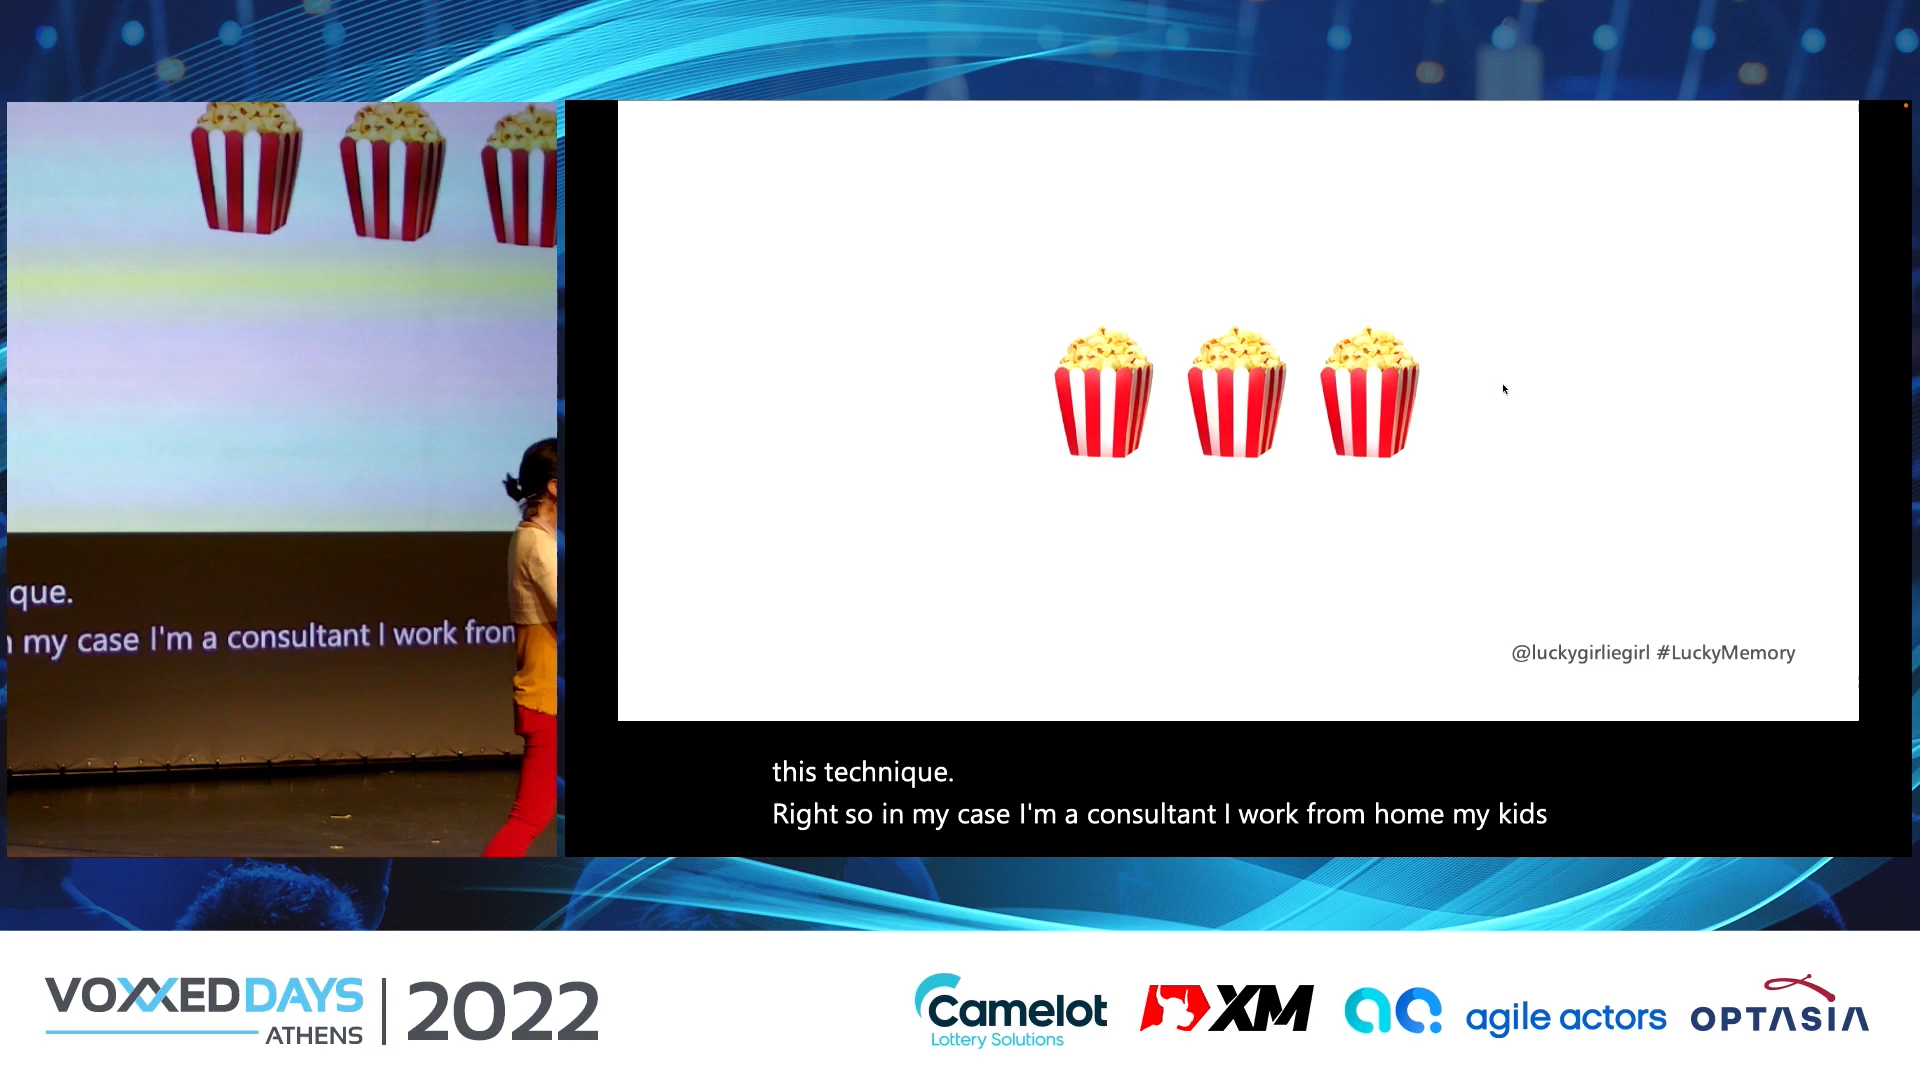 que.
my case I'm a consultant I work from
@luckygirliegirl #LuckyMemory
this technique.
Right so in my case I'm a consultant I work from home my kids
VOXXEDDAYS
ATHENS
2022
Camelot
Lottery Solutions
XM
agile actors
OPTASIA